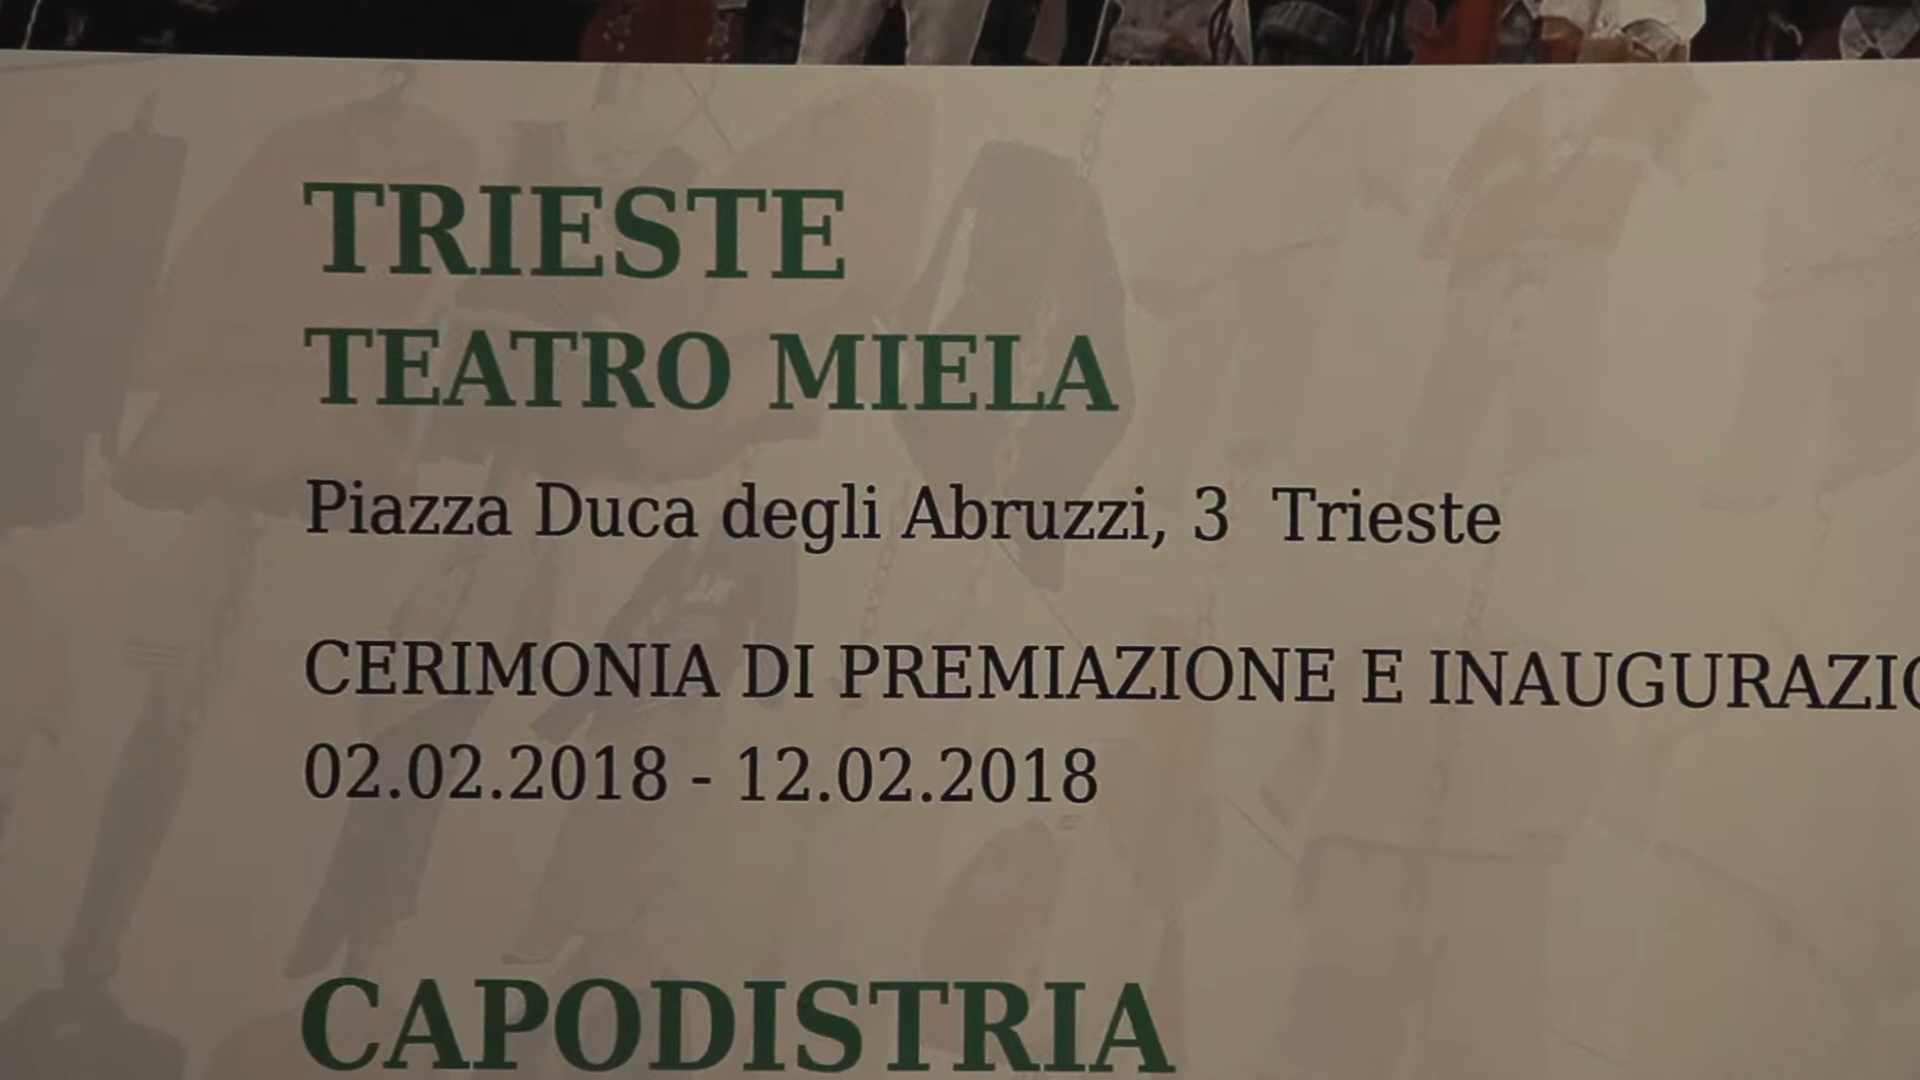 TRIESTE
TEATRO MIELA
Piazza Duca degli Abruzzi, 3 Trieste
CERIMONIA DI PREMIAZIONE E INAUGURAZIO
02.02.2018 - 12.02.2018
CAPODISTRIA